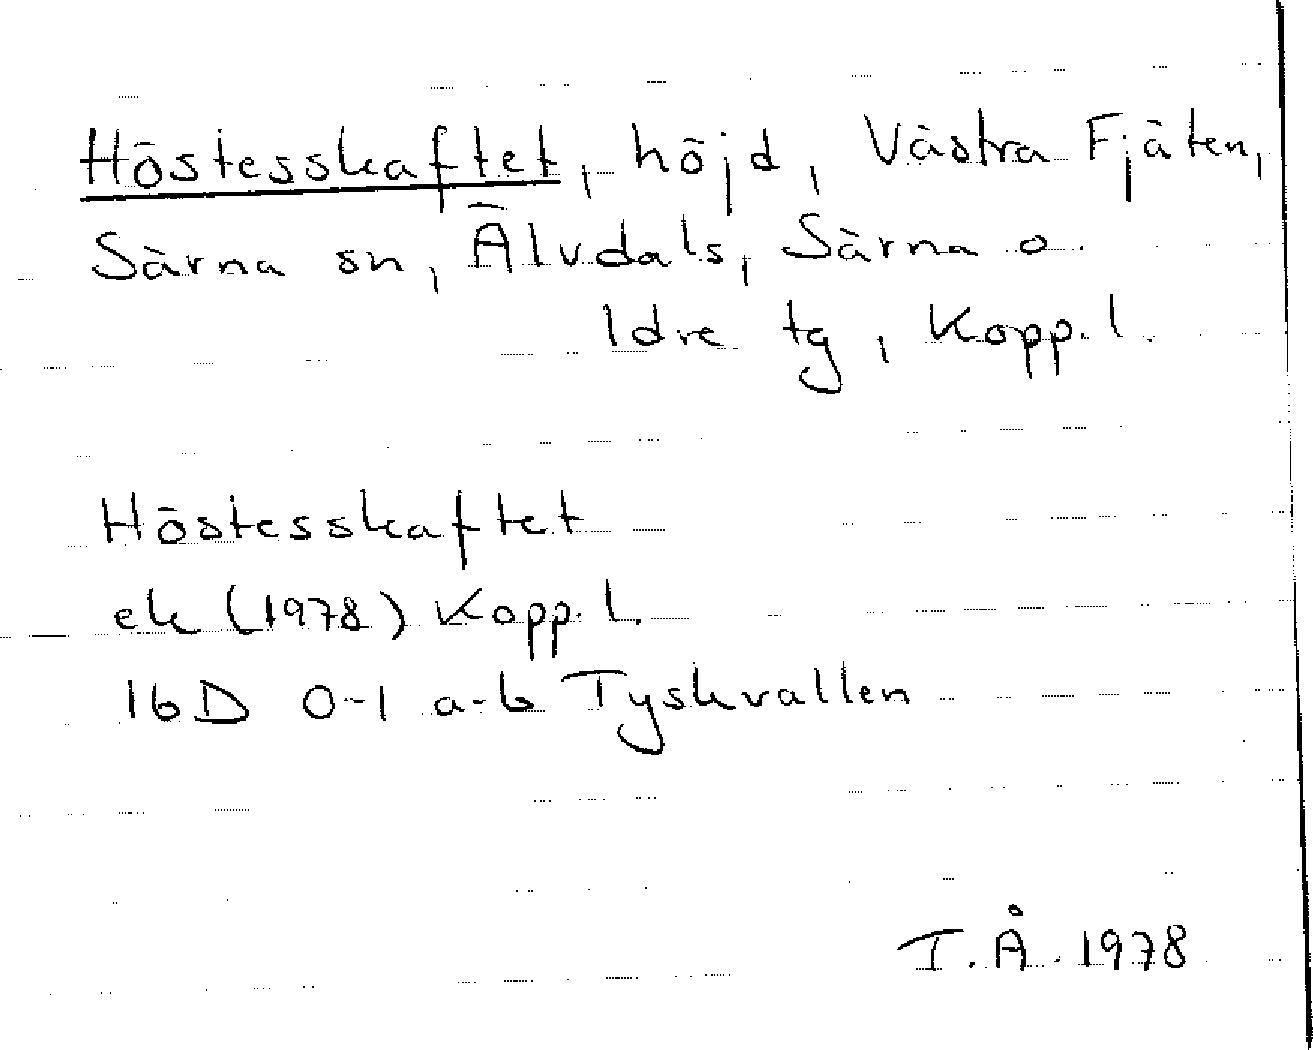 Höstesskaftet, höjd, Västra Fjäten,
Särna sn, Älvdals, Särna o.
Idre tg, Kopp.l.
Höstesskaftet
ek (1978) Kopp.l.
16D 0-1 a-b Tyskvallen
T.Å. 1978